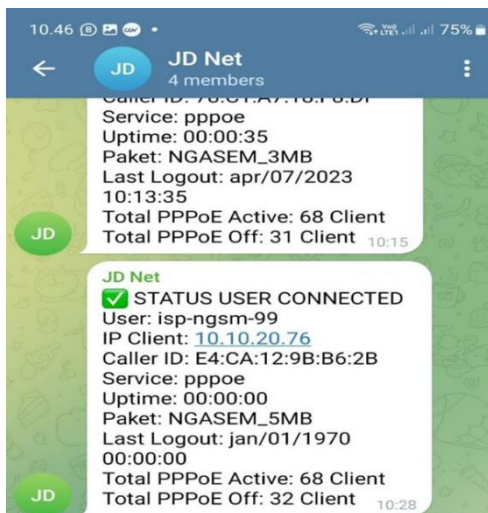 10.46
VoB
LTE1
75%
JD
JD Net
4 members
Service: pppoe
Uptime: 00:00:35
Paket: NGASEM_3MB
Last Logout: apr/07/2023
10:13:35
Total PPPoE Active: 68 Client
Total PPPoE Off: 31 Client 10:15
JD
JD Net
STATUS USER CONNECTED
User: isp-ngsm-99
IP Client: 10.10.20.76
Caller ID: E4:CA:12:9B:B6:2B
Service: pppoe
Uptime: 00:00:00
Paket: NGASEM_5MB
Last Logout: jan/01/1970
00:00:00
Total PPPoE Active: 68 Client
Total PPPoE Off: 32 Client 10:28
JD